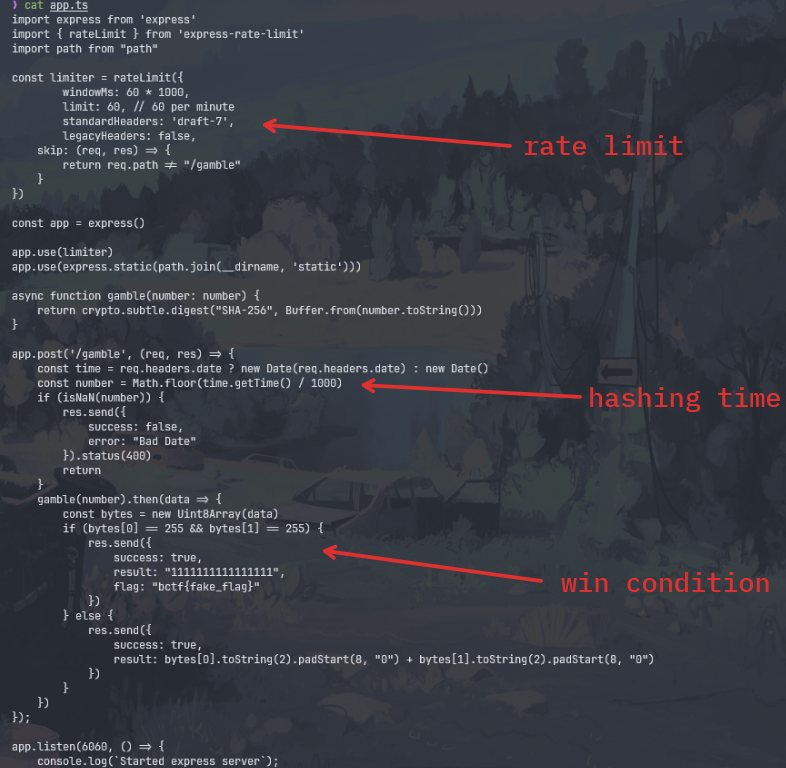 ❯ cat app.ts
import express from 'express'
import { rateLimit } from 'express-rate-limit'
import path from "path"
const limiter = rateLimit({
windowMs: 60 * 1000,
limit: 60, // 60 per minute
standardHeaders: 'draft-7',
legacyHeaders: false,
skip: (req, res) => {
return req.path != "/gamble"
}
})
rate limit
const app = express()
app.use(limiter)
app.use(express.static(path.join(__dirname, 'static')))
async function gamble(number: number) {
return crypto.subtle.digest("SHA-256", Buffer.from(number.toString()))
}
app.post('/gamble', (req, res) => {
const time = req.headers.date ? new Date(req.headers.date) : new Date()
const number = Math.floor(time.getTime() / 1000)
hashing time
if (isNaN(number)) {
res.send({
success: false,
error: "Bad Date"
}).status(400)
return
}
gamble(number).then(data => {
const bytes = new Uint8Array(data)
if (bytes[0] == 255 && bytes[1] == 255) {
res.send({
success: true,
result: "1111111111111111",
flag: "bctf{fake_flag}"
})
win condition
} else {
res.send({
success: true,
result: bytes[0].toString(2).padStart(8, "0") + bytes[1].toString(2).padStart(8, "0")
})
}
})
});
app.listen(6060, () => {
console.log(`Started express server`);